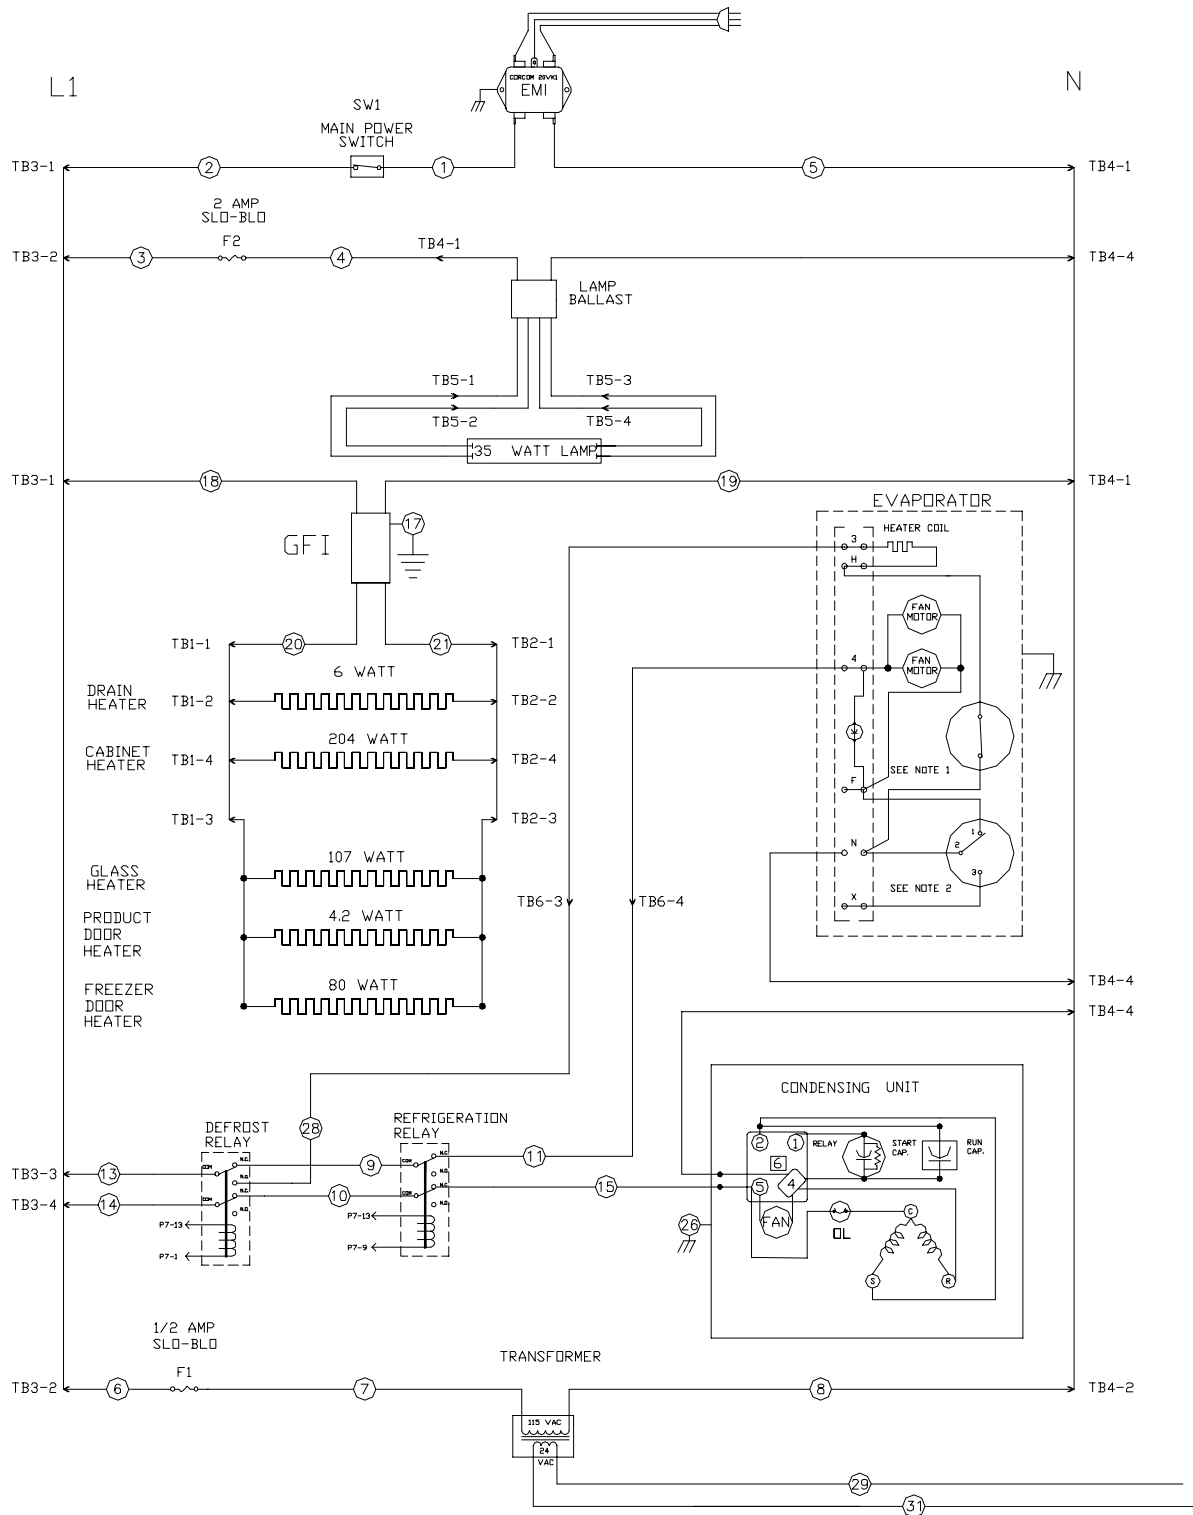 L1
N
CORCOM 20VK1
EMI
SW1
MAIN POWER
SWITCH
TB3-1
2
1
5
TB4-1
2 AMP
SLO-BLO
F2
TB3-2
3
4
TB4-1
TB4-4
LAMP
BALLAST
TB5-1
TB5-3
TB5-2
TB5-4
35 WATT LAMP
TB3-1
18
19
TB4-1
EVAPORATOR
GFI
17
3
HEATER COIL
H
FAN
MOTOR
TB1-1
20
21
TB2-1
4
FAN
MOTOR
6 WATT
DRAIN
HEATER
TB1-2
TB2-2
204 WATT
CABINET
HEATER
TB1-4
TB2-4
SEE NOTE 1
F
TB1-3
TB2-3
1
N
2
107 WATT
GLASS
HEATER
3
SEE NOTE 2
X
TB6-3
TB6-4
4.2 WATT
PRODUCT
DOOR
HEATER
80 WATT
FREEZER
DOOR
HEATER
TB4-4
TB4-4
CONDENSING UNIT
DEFROST
RELAY
28
REFRIGERATION
RELAY
2
1
RELAY
START
CAP.
RUN
CAP.
6
TB3-3
13
COM
N.C.
N.O.
9
COM
N.C.
N.O.
11
TB3-4
14
COM
N.C.
N.O.
10
COM
N.C.
N.O.
15
5
4
P7-13
P7-13
26
FAN
OL
C
P7-1
P7-9
S
R
1/2 AMP
SLO-BLO
F1
TRANSFORMER
TB3-2
6
7
8
TB4-2
115 VAC
24
VAC
29
31